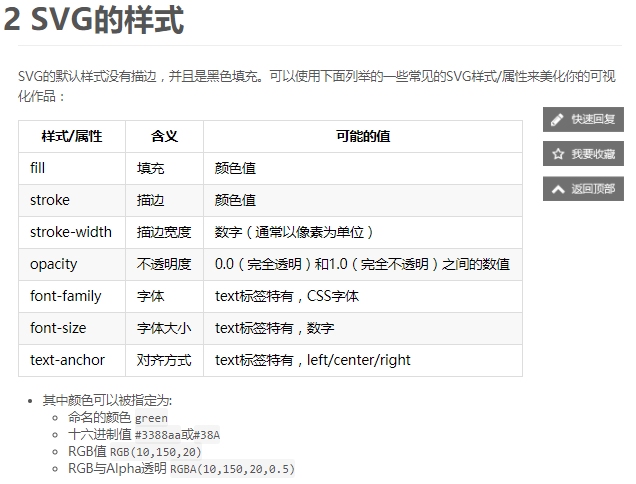 2 SVG的样式
SVG的默认样式没有描边，并且是黑色填充。可以使用下面列举的一些常见的SVG样式/属性来美化你的可视
化作品：
样式/属性 含义 可能的值
fill 填充 颜色值
stroke 描边 颜色值
stroke-width 描边宽度 数字（通常以像素为单位）
opacity 不透明度 0.0（完全透明）和1.0（完全不透明）之间的数值
font-family 字体 text标签特有，CSS字体
font-size 字体大小 text标签特有，数字
text-anchor 对齐方式 text标签特有，left/center/right
其中颜色可以被指定为:
命名的颜色 green
十六进制值 #3388aa或#38A
RGB值 RGB(10,150,20)
RGB与Alpha透明 RGBA(10,150,20,0.5)
快速回复
我要收藏
返回顶部